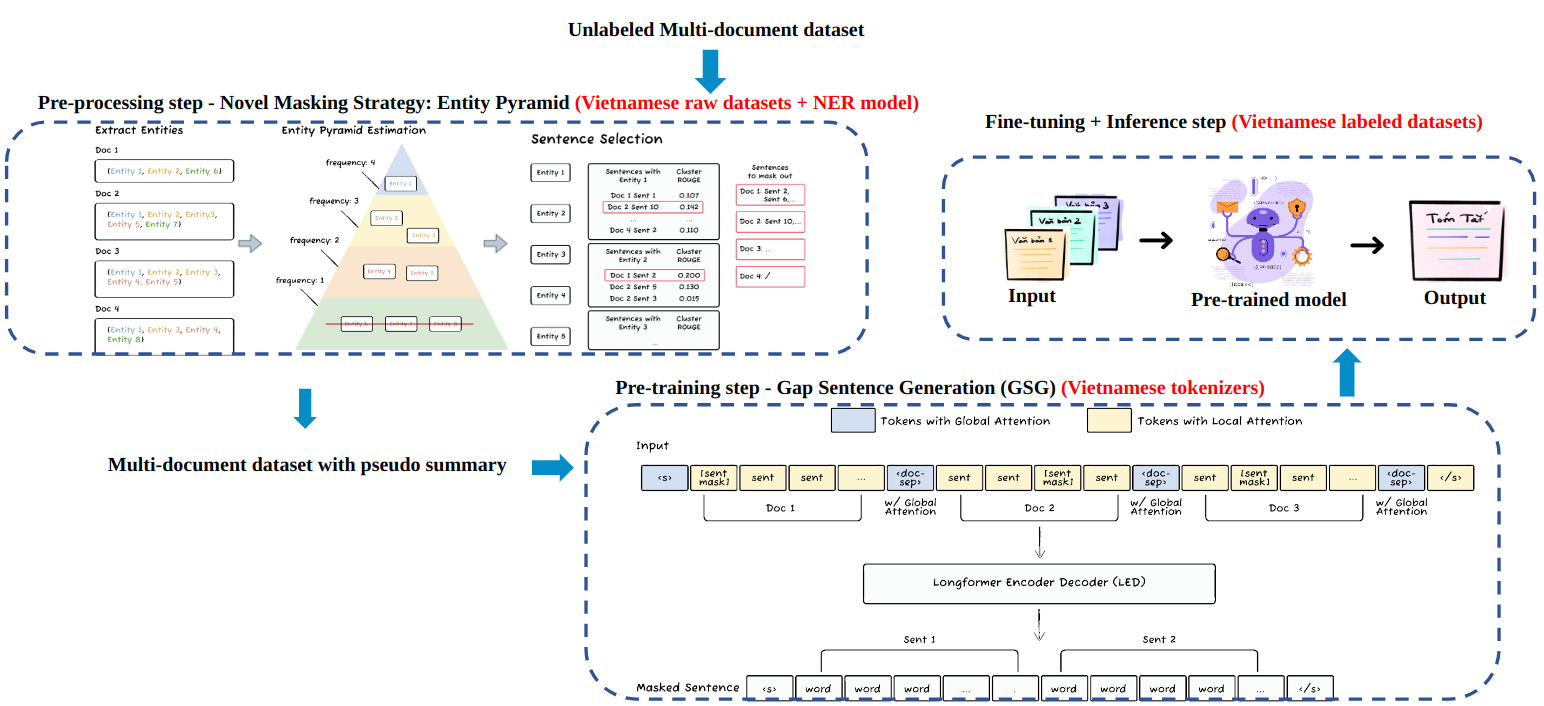 Unlabeled Multi-document dataset
Pre-processing step - Novel Masking Strategy: Entity Pyramid (Vietnamese raw datasets + NER model)
Extract Entities
Doc 1
{Entity 1, Entity 2, Entity 6}
Doc 2
{Entity 1, Entity 2, Entity3,
Entity 5, Entity 7}
Doc 3
{Entity 1, Entity 2, Entity 3,
Entity 4, Entity 5}
Doc 4
{Entity 1, Entity 3, Entity 4,
Entity 8}
Entity Pyramid Estimation
frequency: 4
Entity 1
frequency: 3
Entity 2
Entity 3
frequency: 2
Entity 4
Entity 5
frequency: 1
Entity 6
Entity 7
Entity 8
Sentence Selection
Entity 1
Entity 2
Entity 3
Entity 4
Entity 5
Sentences with
Entity 1
Cluster
ROUGE
Doc 1 Sent 1 0.107
Doc 2 Sent 10 0.142
... ...
Doc 4 Sent 2 0.110
Sentences with
Entity 2
Cluster
ROUGE
Doc 1 Sent 2 0.200
Doc 2 Sent 5 0.130
Doc 2 Sent 3 0.015
Sentences with
Entity 3
Cluster
ROUGE
...
Sentences
to mask out
Doc 1: Sent 2,
Sent 6,...
Doc 2: Sent 10,...
Doc 3: ...
Doc 4: /
Fine-tuning + Inference step (Vietnamese labeled datasets)
Văn bản 3
Văn bản 2
Văn bản 1
Input
Pre-trained model
Tóm Tắt
Output
Multi-document dataset with pseudo summary
Pre-training step - Gap Sentence Generation (GSG) (Vietnamese tokenizers)
Tokens with Global Attention
Tokens with Local Attention
Input
<s> [sent mask] sent sent ... <doc-sep> sent sent [sent mask] sent <doc-sep> sent [sent mask] sent ... <doc-sep> </s>
Doc 1
w/ Global
Attention
Doc 2
w/ Global
Attention
Doc 3
w/ Global
Attention
Longformer Encoder Decoder (LED)
Sent 1
Sent 2
Masked Sentence <s> word word word ... . word word word word ... </s>